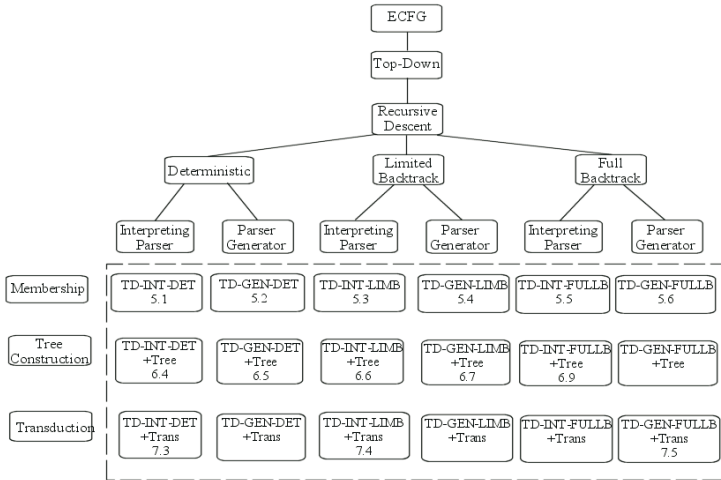 ECFG
Top-Down
Recursive
Descent
Deterministic
Limited
Backtrack
Full
Backtrack
Interpreting
Parser
Parser
Generator
Interpreting
Parser
Parser
Generator
Interpreting
Parser
Parser
Generator
Membership
TD-INT-DET
5.1
TD-GEN-DET
5.2
TD-INT-LIMB
5.3
TD-GEN-LIMB
5.4
TD-INT-FULLB
5.5
TD-GEN-FULLB
5.6
Tree
Construction
TD-INT-DET
+Tree
6.4
TD-GEN-DET
+Tree
6.5
TD-INT-LIMB
+Tree
6.6
TD-GEN-LIMB
+Tree
6.7
TD-INT-FULLB
+Tree
6.9
TD-GEN-FULLB
+Tree
Transduction
TD-INT-DET
+Trans
7.3
TD-GEN-DET
+Trans
TD-INT-LIMB
+Trans
7.4
TD-GEN-LIMB
+Trans
TD-INT-FULLB
+Trans
TD-GEN-FULLB
+Trans
7.5